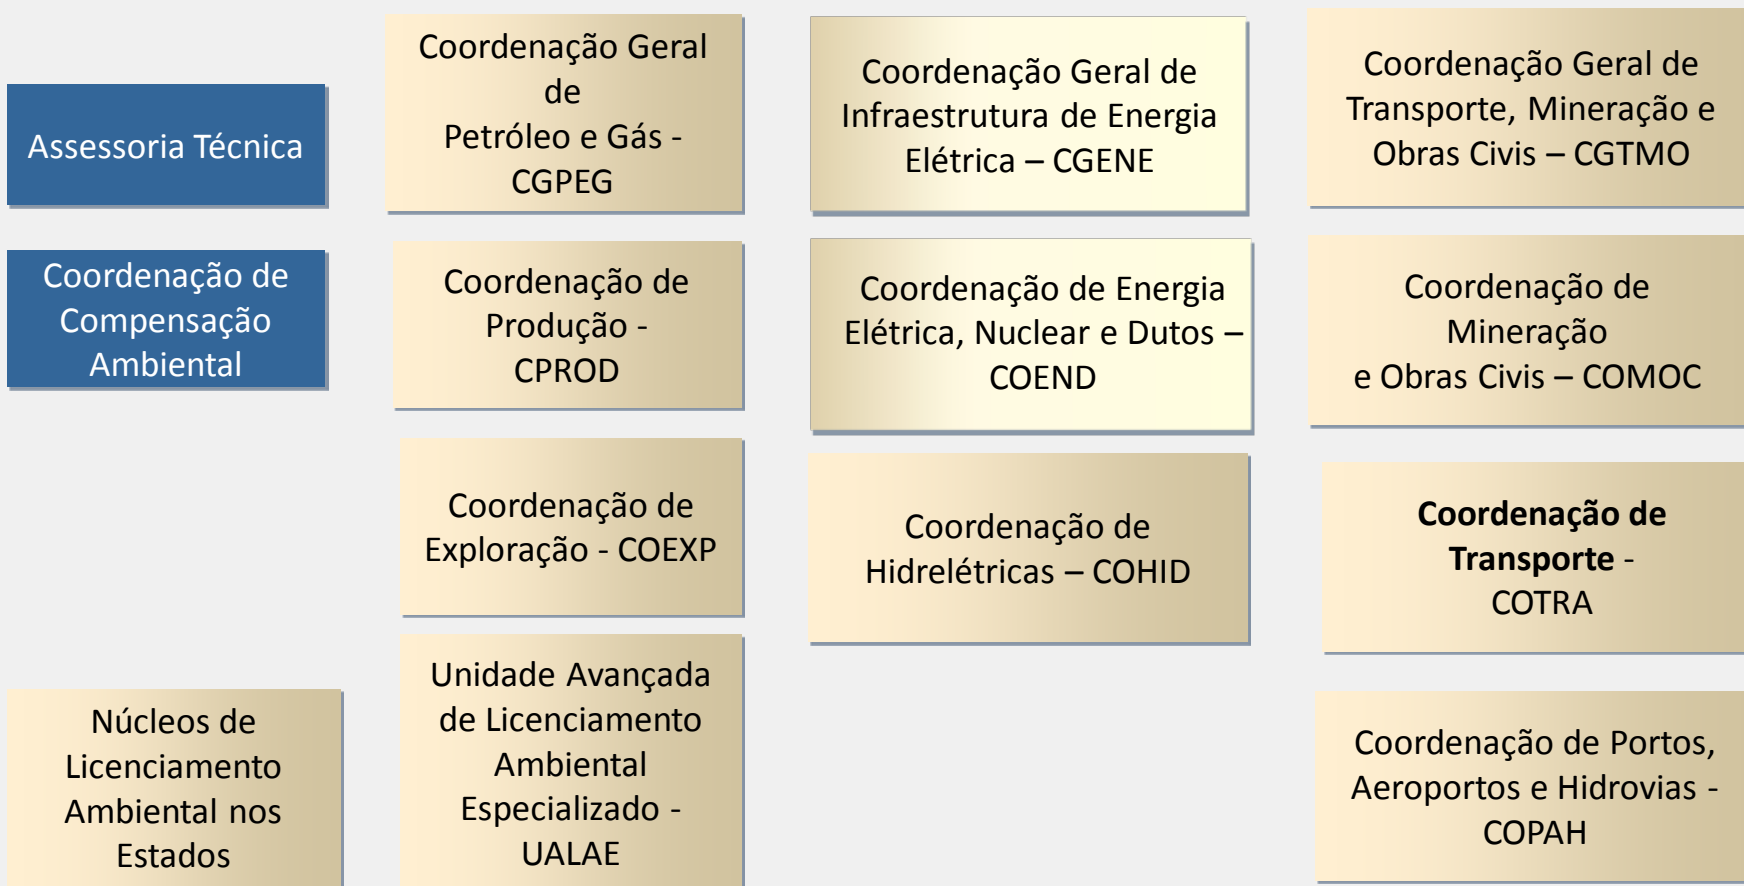 Assessoria Técnica
Coordenação de
Compensação
Ambiental
Núcleos de
Licenciamento
Ambiental nos
Estados
Coordenação Geral
de
Petróleo e Gás -
CGPEG
Coordenação de
Produção -
CPROD
Coordenação de
Exploração - COEXP
Unidade Avançada
de Licenciamento
Ambiental
Especializado -
UALAE
Coordenação Geral de
Infraestrutura de Energia
Elétrica – CGENE
Coordenação de Energia
Elétrica, Nuclear e Dutos –
COEND
Coordenação de
Hidrelétricas – COHID
Coordenação Geral de
Transporte, Mineração e
Obras Civis – CGTMO
Coordenação de
Mineração
e Obras Civis – COMOC
Coordenação de
Transporte -
COTRA
Coordenação de Portos,
Aeroportos e Hidrovias -
COPAH